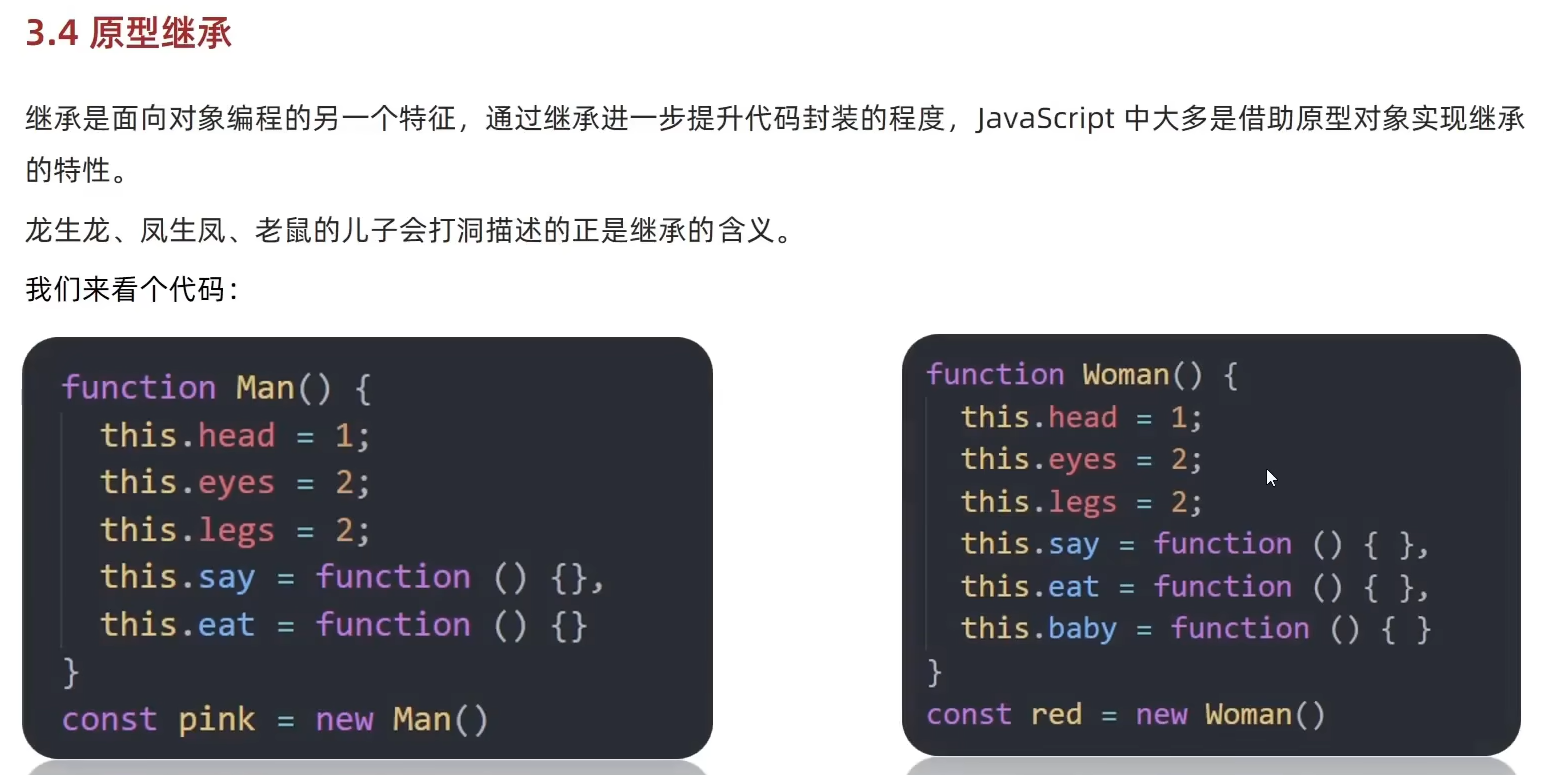 3.4 原型继承
继承是面向对象编程的另一个特征，通过继承进一步提升代码封装的程度，JavaScript 中大多是借助原型对象实现继承
的特性。
龙生龙、凤生凤、老鼠的儿子会打洞描述的正是继承的含义。
我们来看个代码：
function Man() {
  this.head = 1;
  this.eyes = 2;
  this.legs = 2;
  this.say = function () {},
  this.eat = function () {}
}
const pink = new Man()
function Woman() {
  this.head = 1;
  this.eyes = 2;
  this.legs = 2;
  this.say = function () { },
  this.eat = function () { },
  this.baby = function () { }
}
const red = new Woman()